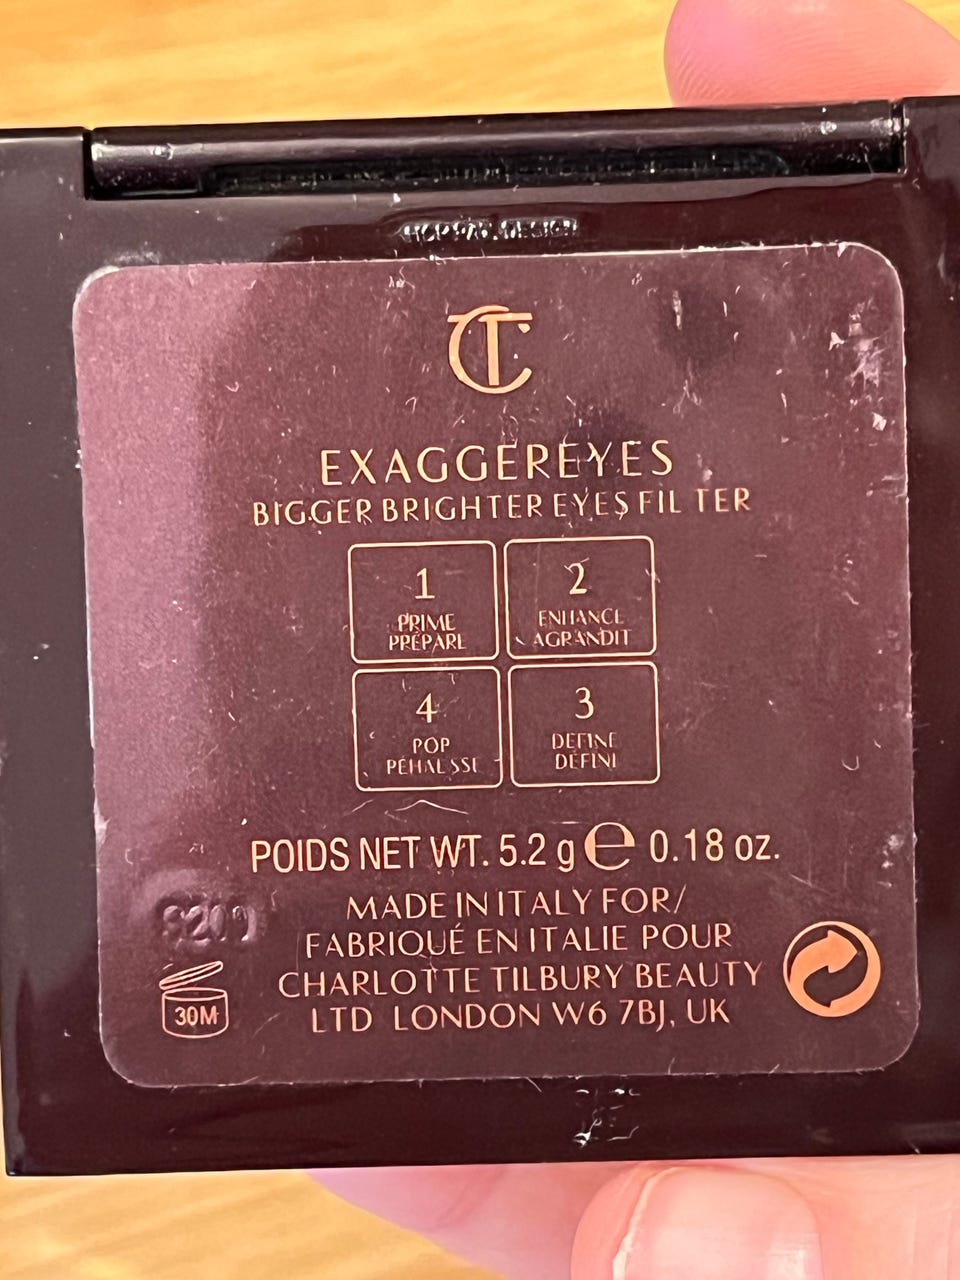 CT
EXAGGEREYES
BIGGER BRIGHTER EYES FILTER
1
PRIME
PRÉPARE
2
ENHANCE
AGRANDIT
4
POP
REHAUSSE
3
DEFINE
DÉFINI
POIDS NET WT. 5.2 g e 0.18 oz.
MADE IN ITALY FOR/
FABRIQUÉ EN ITALIE POUR
CHARLOTTE TILBURY BEAUTY
LTD LONDON W6 7BJ, UK
30M